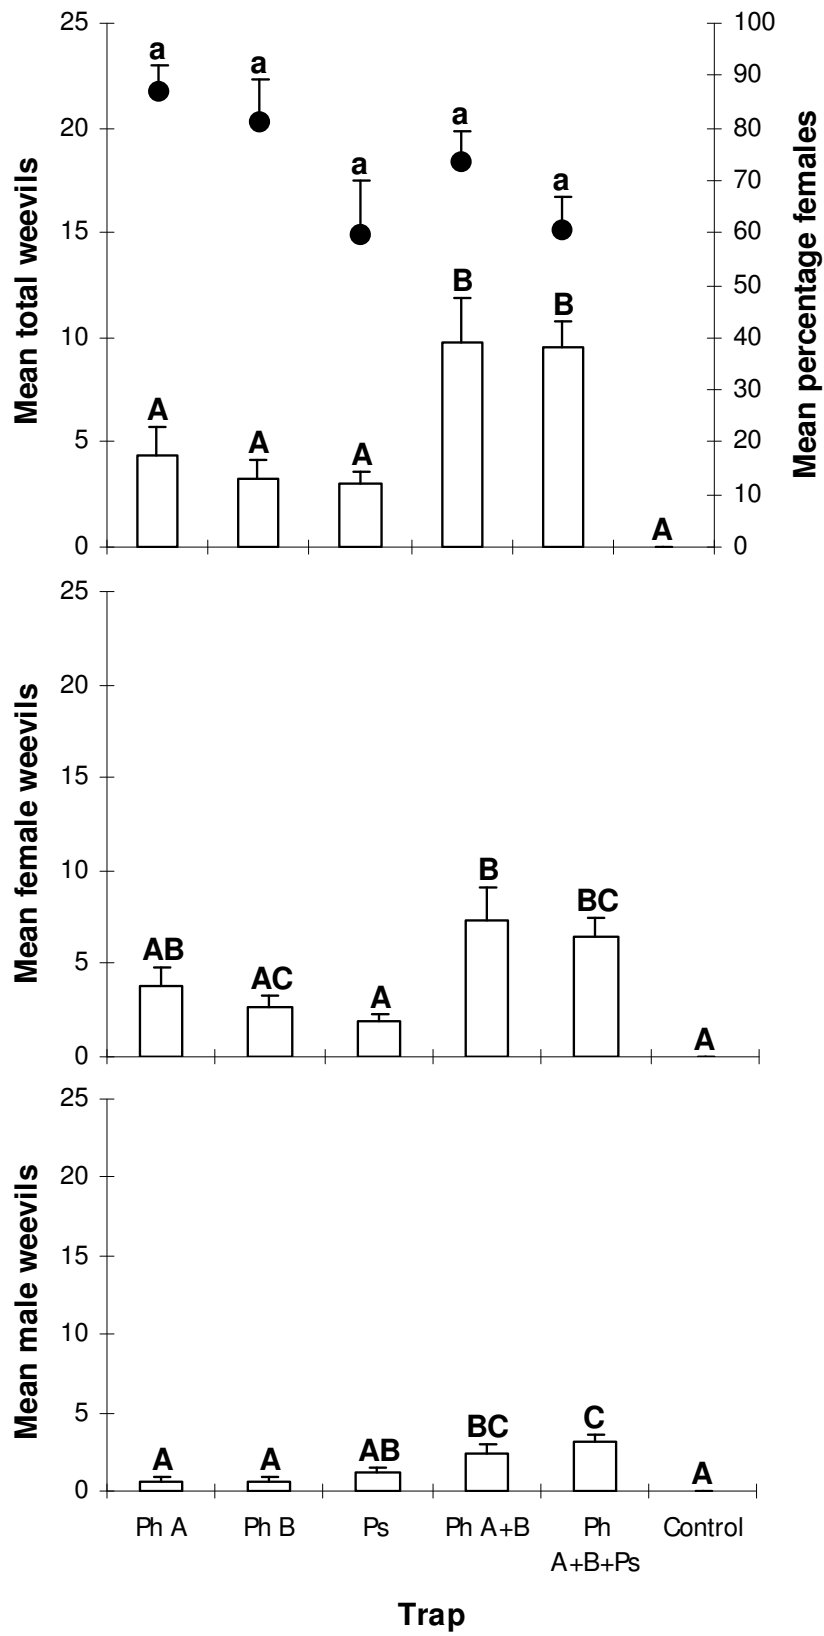 Mean total weevils
25
20
15
10
5
0
a
a
a
a
a
A
A
A
B
B
A
100
90
80
70
60
50
40
30
20
10
0
Mean percentage females
Mean female weevils
25
20
15
10
5
0
AB
AC
A
B
BC
A
Mean male weevils
25
20
15
10
5
0
A
A
AB
BC
C
A
Ph A
Ph B
Ps
Ph A+B
Ph
A+B+Ps
Control
Trap